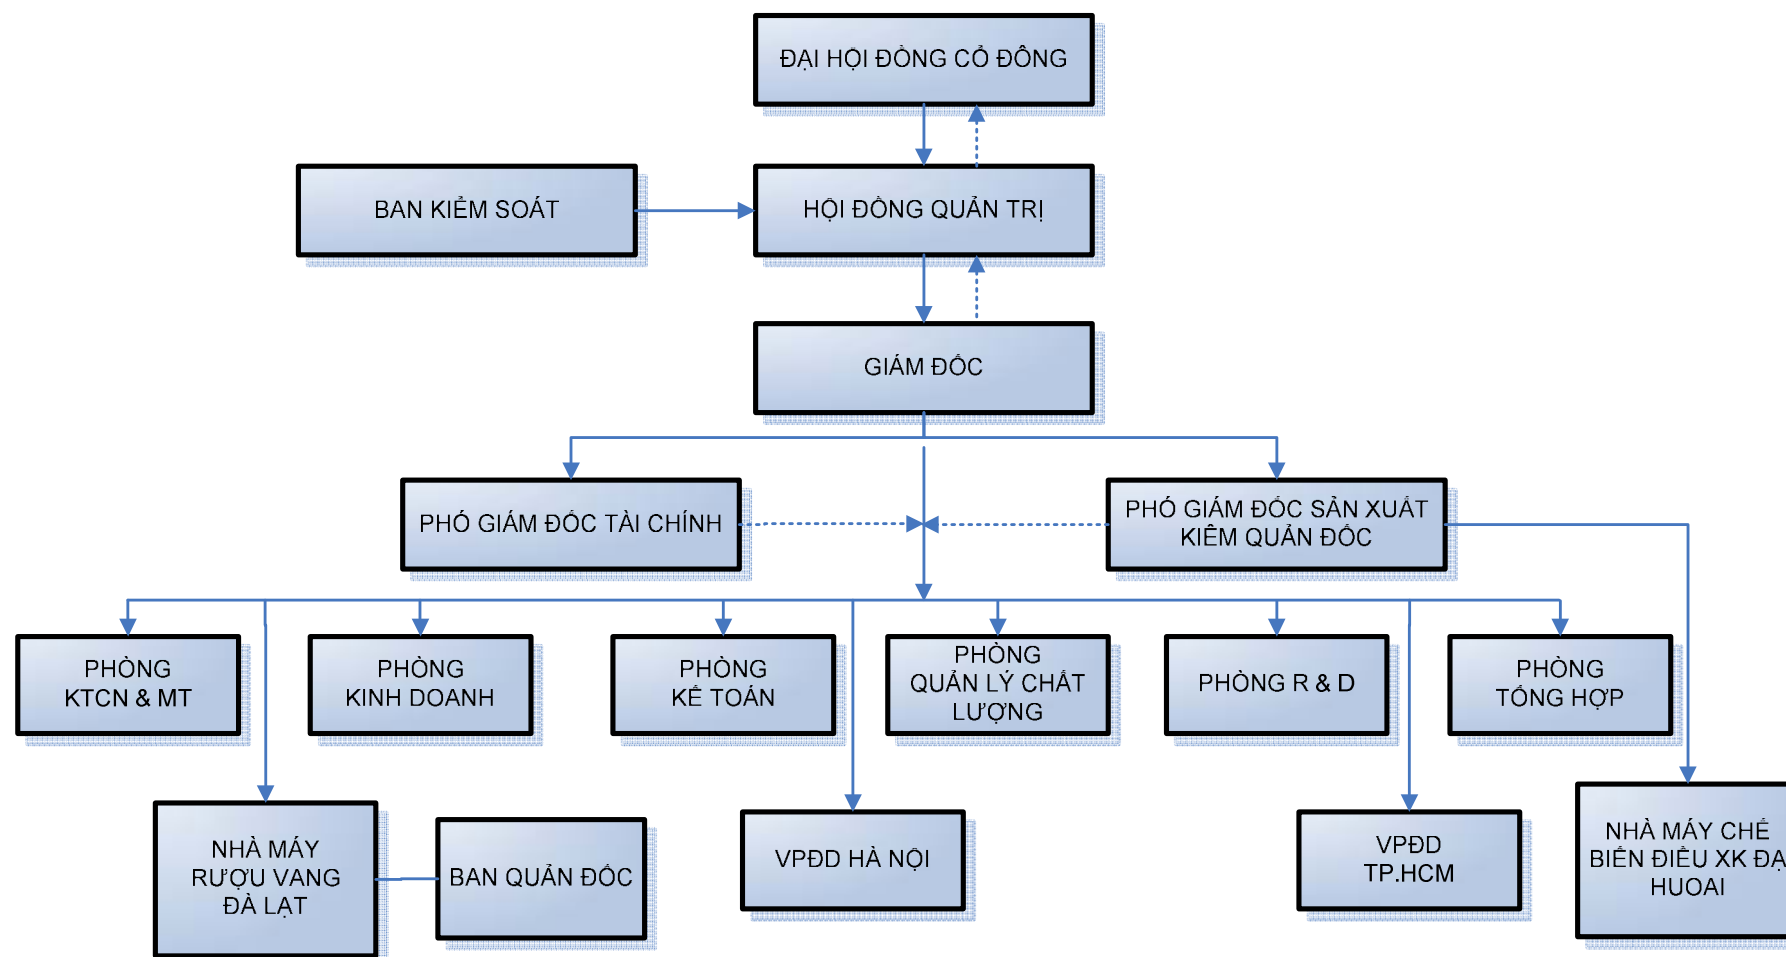 ĐẠI HỘI ĐỒNG CỔ ĐÔNG
BAN KIỂM SOÁT
HỘI ĐỒNG QUẢN TRỊ
GIÁM ĐỐC
PHÓ GIÁM ĐỐC TÀI CHÍNH
PHÓ GIÁM ĐỐC SẢN XUẤT
KIÊM QUẢN ĐỐC
PHÒNG
KTCN & MT
PHÒNG
KINH DOANH
PHÒNG
KẾ TOÁN
PHÒNG
QUẢN LÝ CHẤT
LƯỢNG
PHÒNG R & D
PHÒNG
TỔNG HỢP
NHÀ MÁY
RƯỢU VANG
ĐÀ LẠT
BAN QUẢN ĐỐC
VPĐD HÀ NỘI
VPĐD
TP.HCM
NHÀ MÁY CHẾ
BIẾN ĐIỀU XK ĐẠ
HUOAI